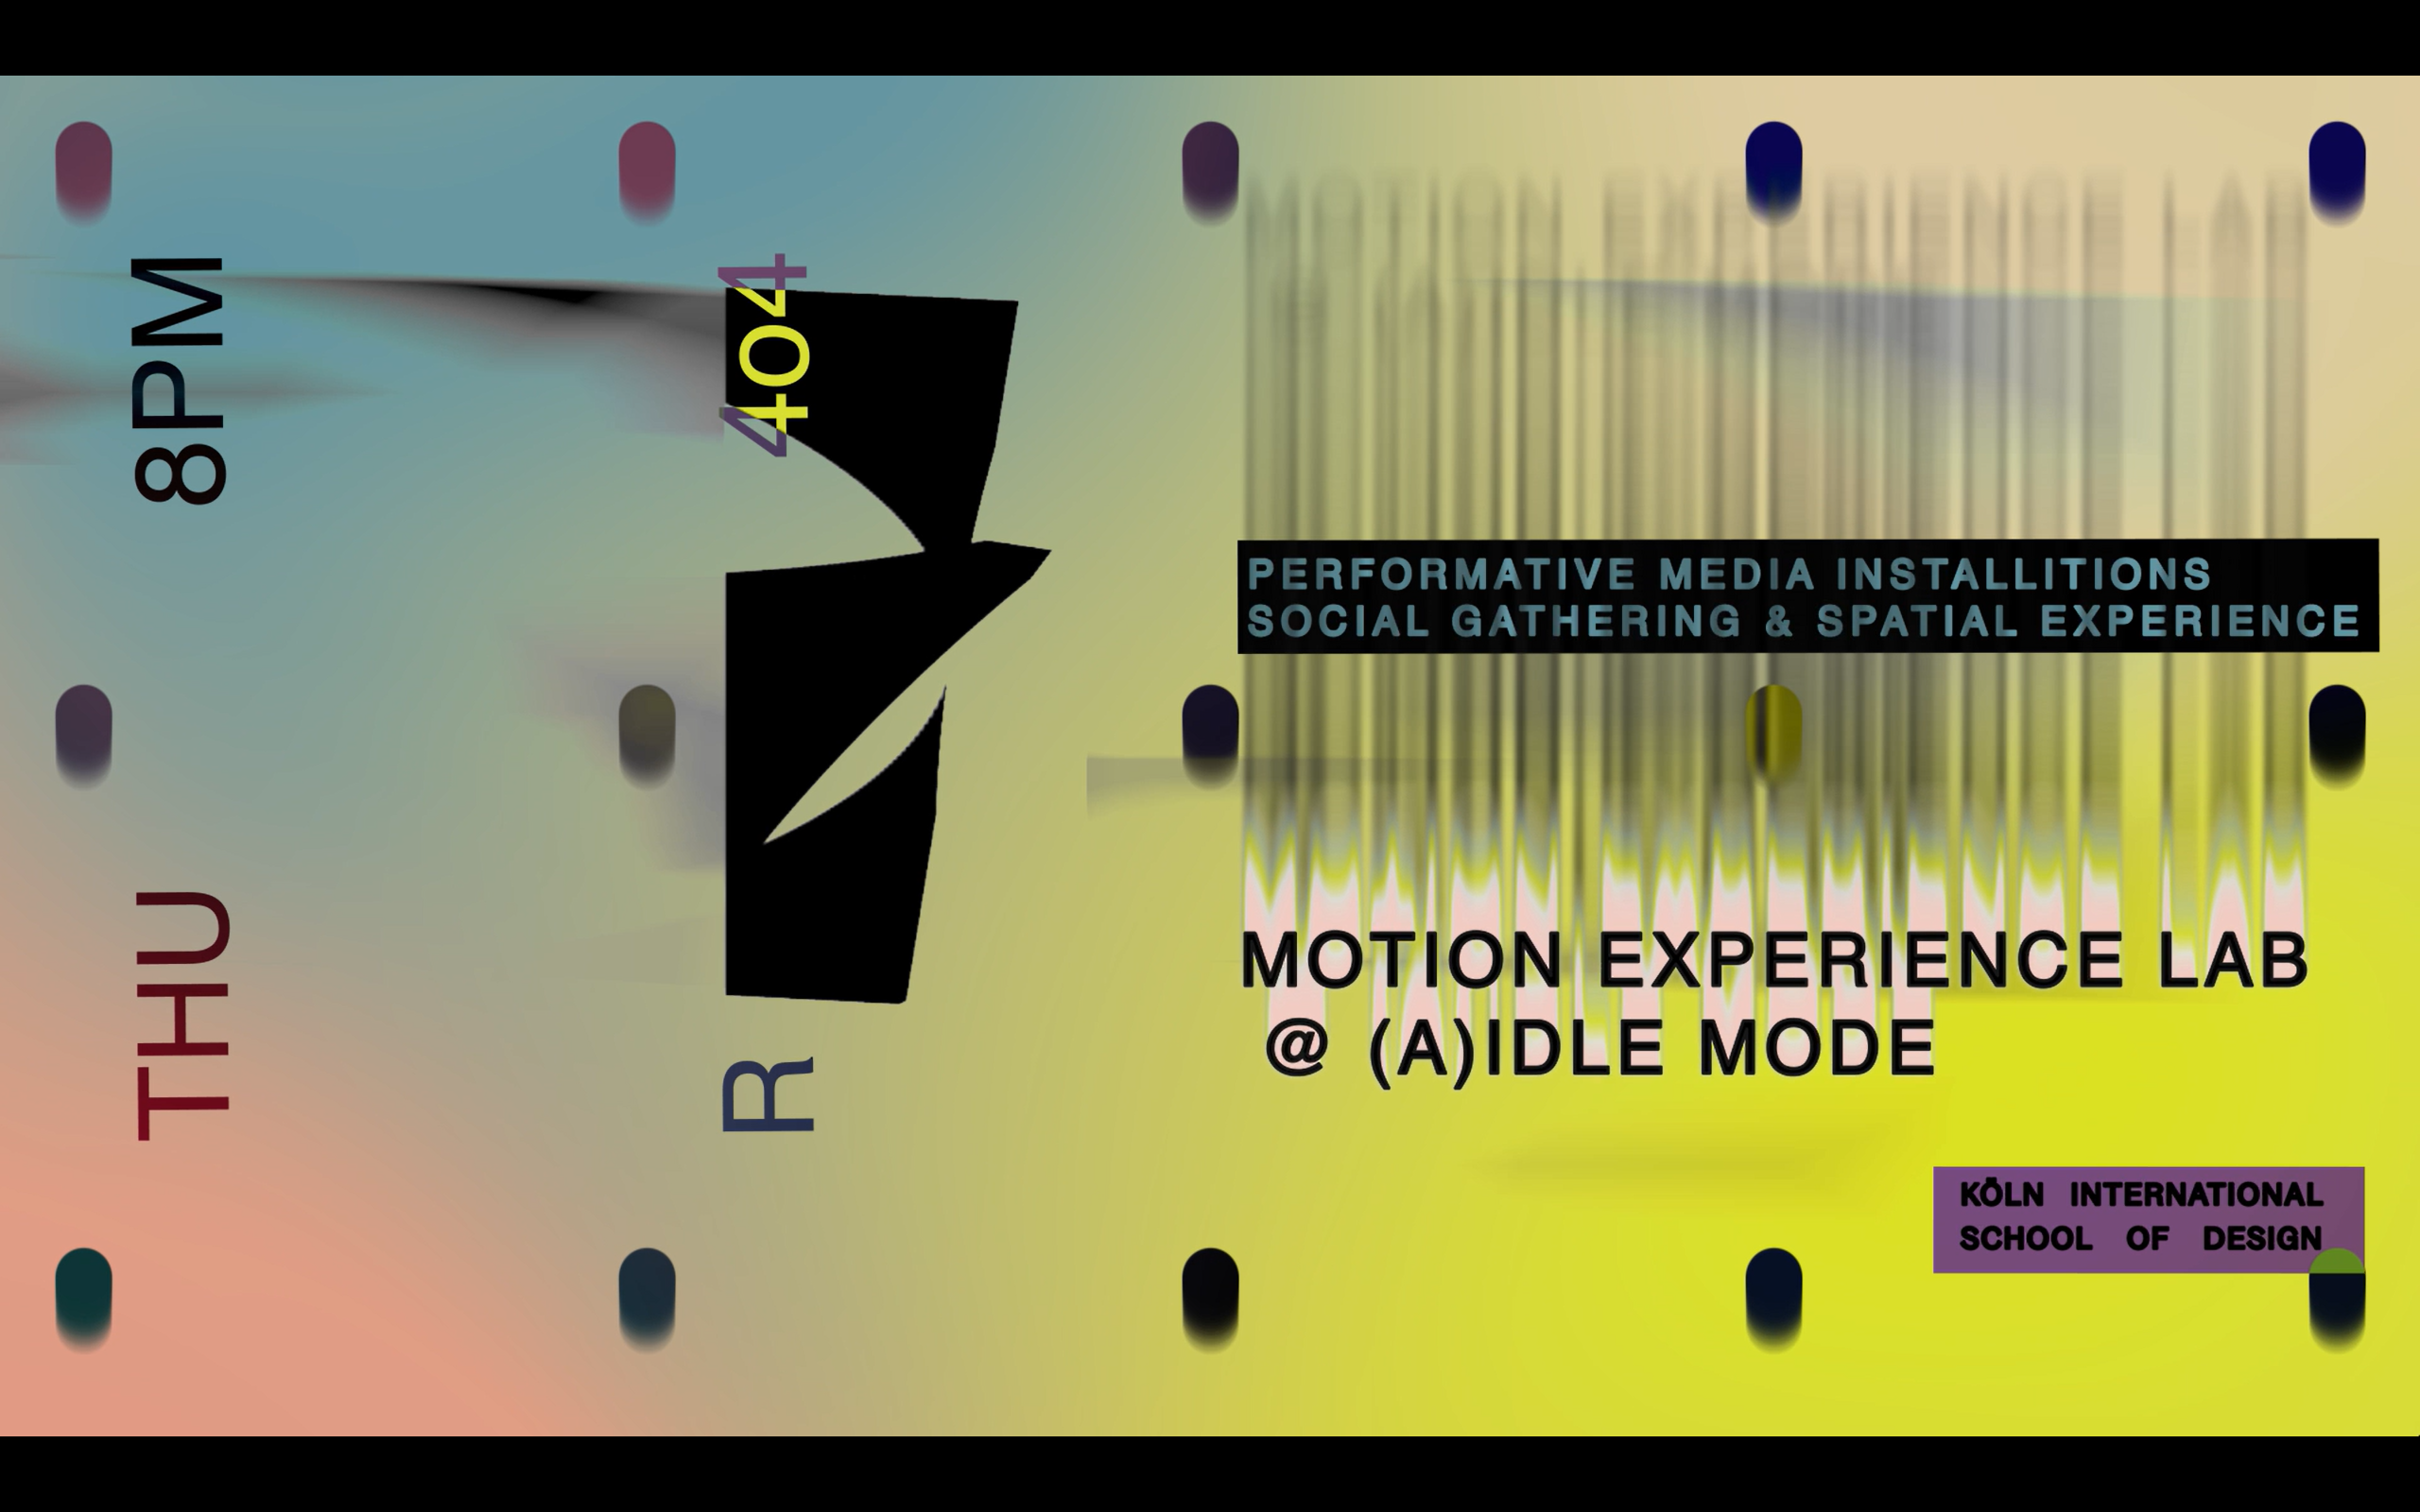 THU 8PM
R 404
PERFORMATIVE MEDIA INSTALLITIONS
SOCIAL GATHERING & SPATIAL EXPERIENCE
MOTION EXPERIENCE LAB
@ (A)IDLE MODE
KÖLN INTERNATIONAL
SCHOOL OF DESIGN